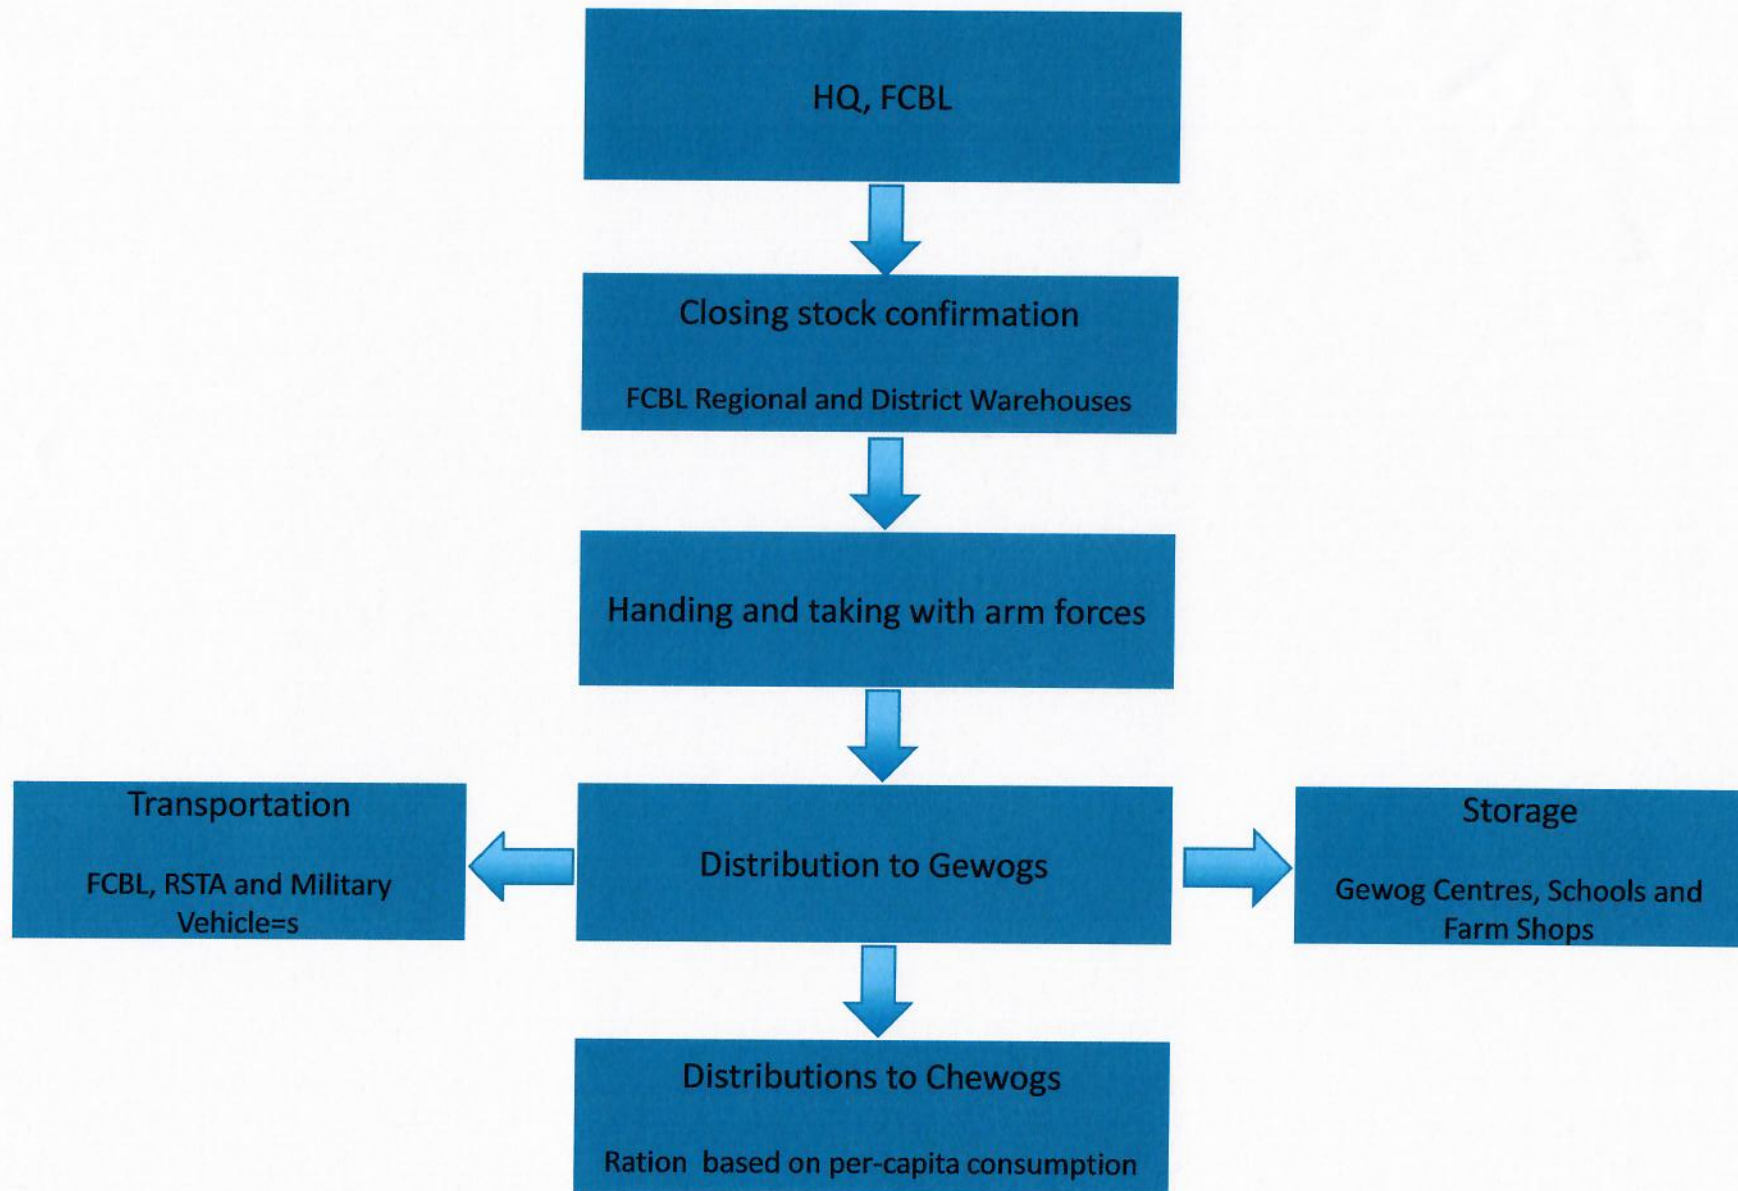 HQ, FCBL
Closing stock confirmation
FCBL Regional and District Warehouses
Handing and taking with arm forces
Transportation
FCBL, RSTA and Military
Vehicle=s
Distribution to Gewogs
Storage
Gewog Centres, Schools and
Farm Shops
Distributions to Chewogs
Ration based on per-capita consumption